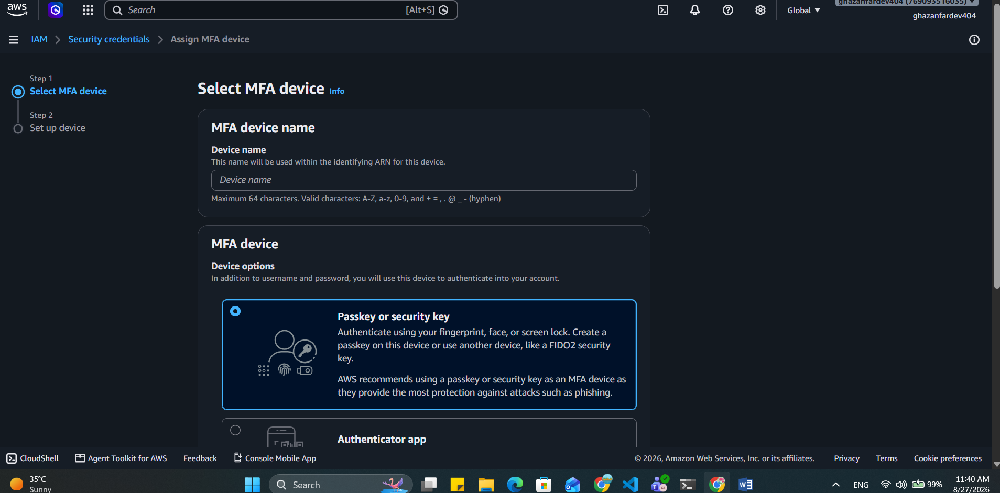 aws
Search [Alt+S]
Global
ghazanfardev404 (769093516035)
ghazanfardev404
IAM
Security credentials
Assign MFA device
Step 1
Select MFA device
Step 2
Set up device
Select MFA device Info
MFA device name
Device name
This name will be used within the identifying ARN for this device.
Device name
Maximum 64 characters. Valid characters: A-Z, a-z, 0-9, and + = , . @ _ - (hyphen)
MFA device
Device options
In addition to username and password, you will use this device to authenticate into your account.
Passkey or security key
Authenticate using your fingerprint, face, or screen lock. Create a
passkey on this device or use another device, like a FIDO2 security
key.
AWS recommends using a passkey or security key as an MFA device as
they provide the most protection against attacks such as phishing.
Authenticator app
CloudShell
Agent Toolkit for AWS
Feedback
Console Mobile App
© 2026, Amazon Web Services, Inc. or its affiliates.
Privacy
Terms
Cookie preferences
35°C
Sunny
Search
ENG
99%
11:40 AM
8/27/2026